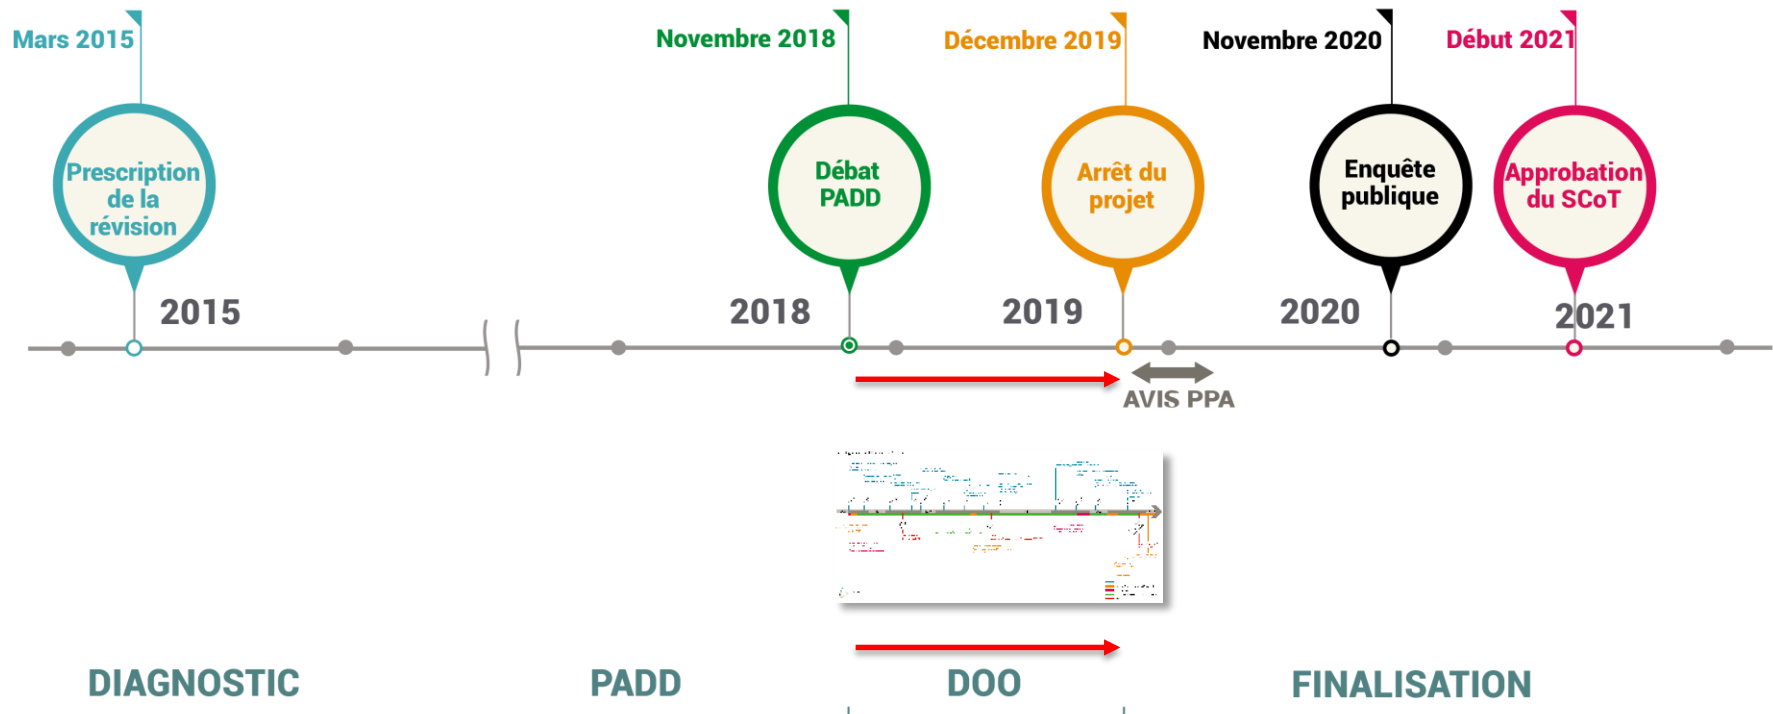 Mars 2015
Novembre 2018
Décembre 2019
Novembre 2020
Début 2021
Prescription
de la
révision
Débat
PADD
Arrêt du
projet
Enquête
publique
Approbation
du SCoT
2015
2018
2019
2020
2021
AVIS PPA
DIAGNOSTIC
PADD
DOO
FINALISATION